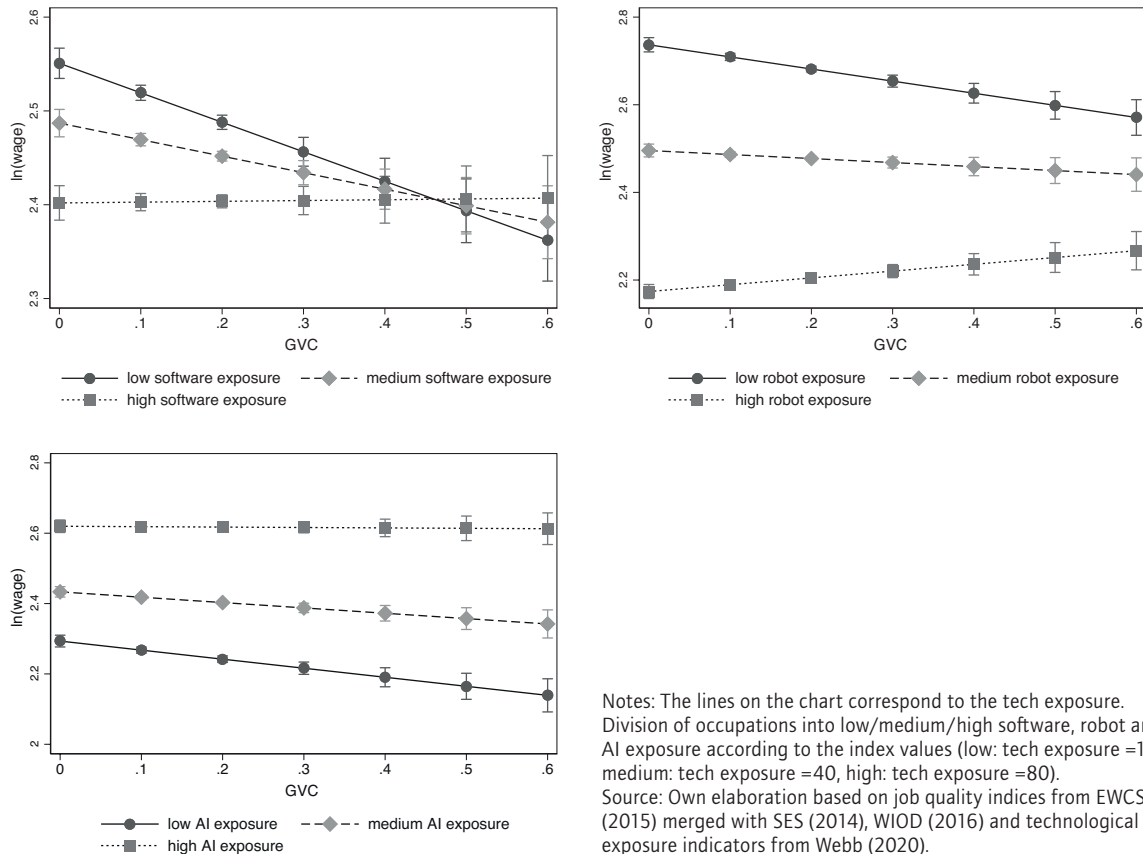 2.6
2.5
2.4
2.3
ln(wage)
0 .1 .2 .3 .4 .5 .6
GVC
low software exposure medium software exposure
high software exposure
2.8
2.6
2.4
2.2
ln(wage)
0 .1 .2 .3 .4 .5 .6
GVC
low robot exposure medium robot exposure
high robot exposure
2.8
2.6
2.4
2.2
2
ln(wage)
0 .1 .2 .3 .4 .5 .6
GVC
low AI exposure medium AI exposure
high AI exposure
Notes: The lines on the chart correspond to the tech exposure.
Division of occupations into low/medium/high software, robot
AI exposure according to the index values (low: tech exposure
medium: tech exposure =40, high: tech exposure =80).
Source: Own elaboration based on job quality indices from EWCS
(2015) merged with SES (2014), WIOD (2016) and technological
exposure indicators from Webb (2020).